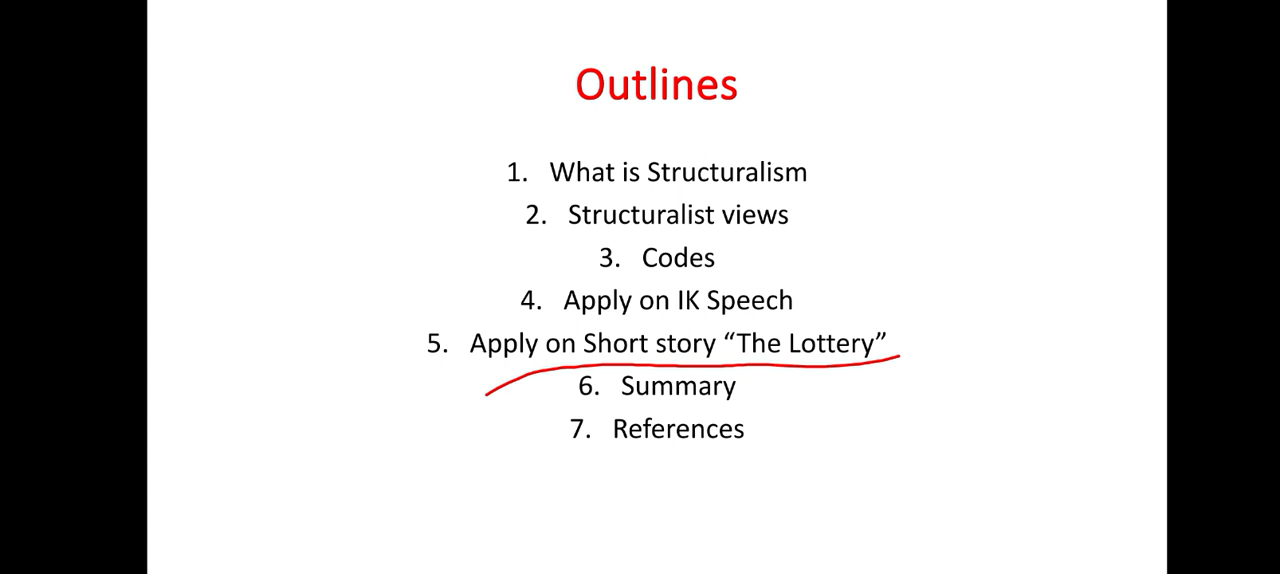 Outlines
1. What is Structuralism
2. Structuralist views
3. Codes
4. Apply on IK Speech
5. Apply on Short story “The Lottery”
6. Summary
7. References